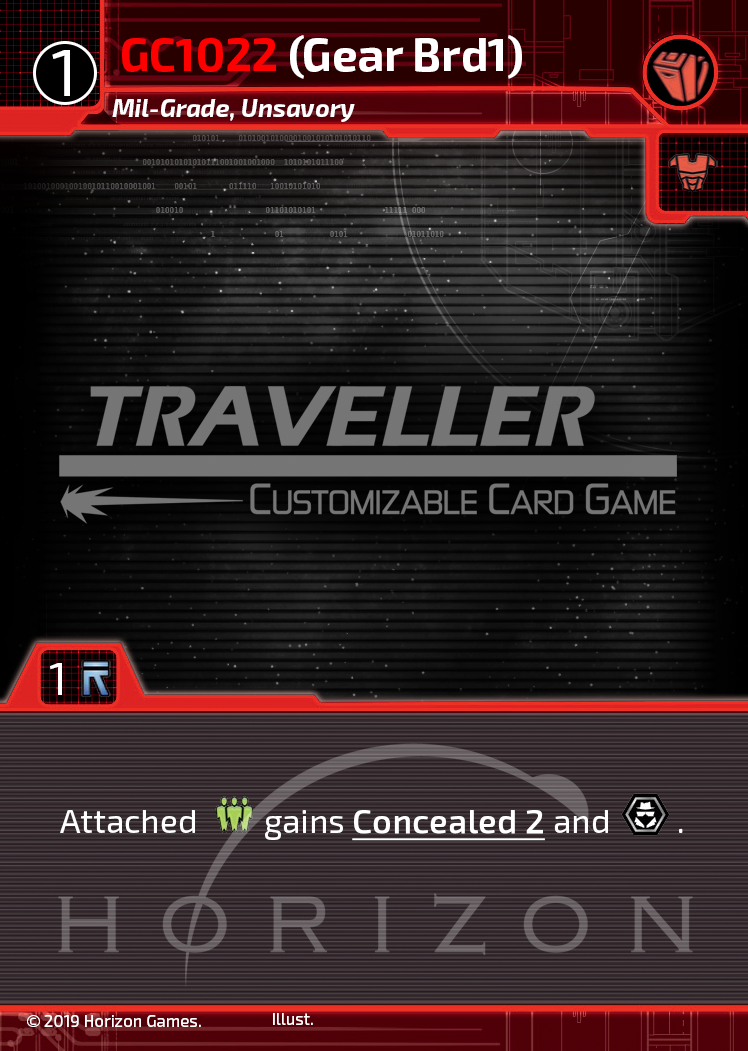 1
GC1022 (Gear Brd1)
Mil-Grade, Unsavory
TRAVELLER
CUSTOMIZABLE CARD GAME
1
Attached gains Concealed 2 and .
HORIZON
© 2019 Horizon Games. Illust.